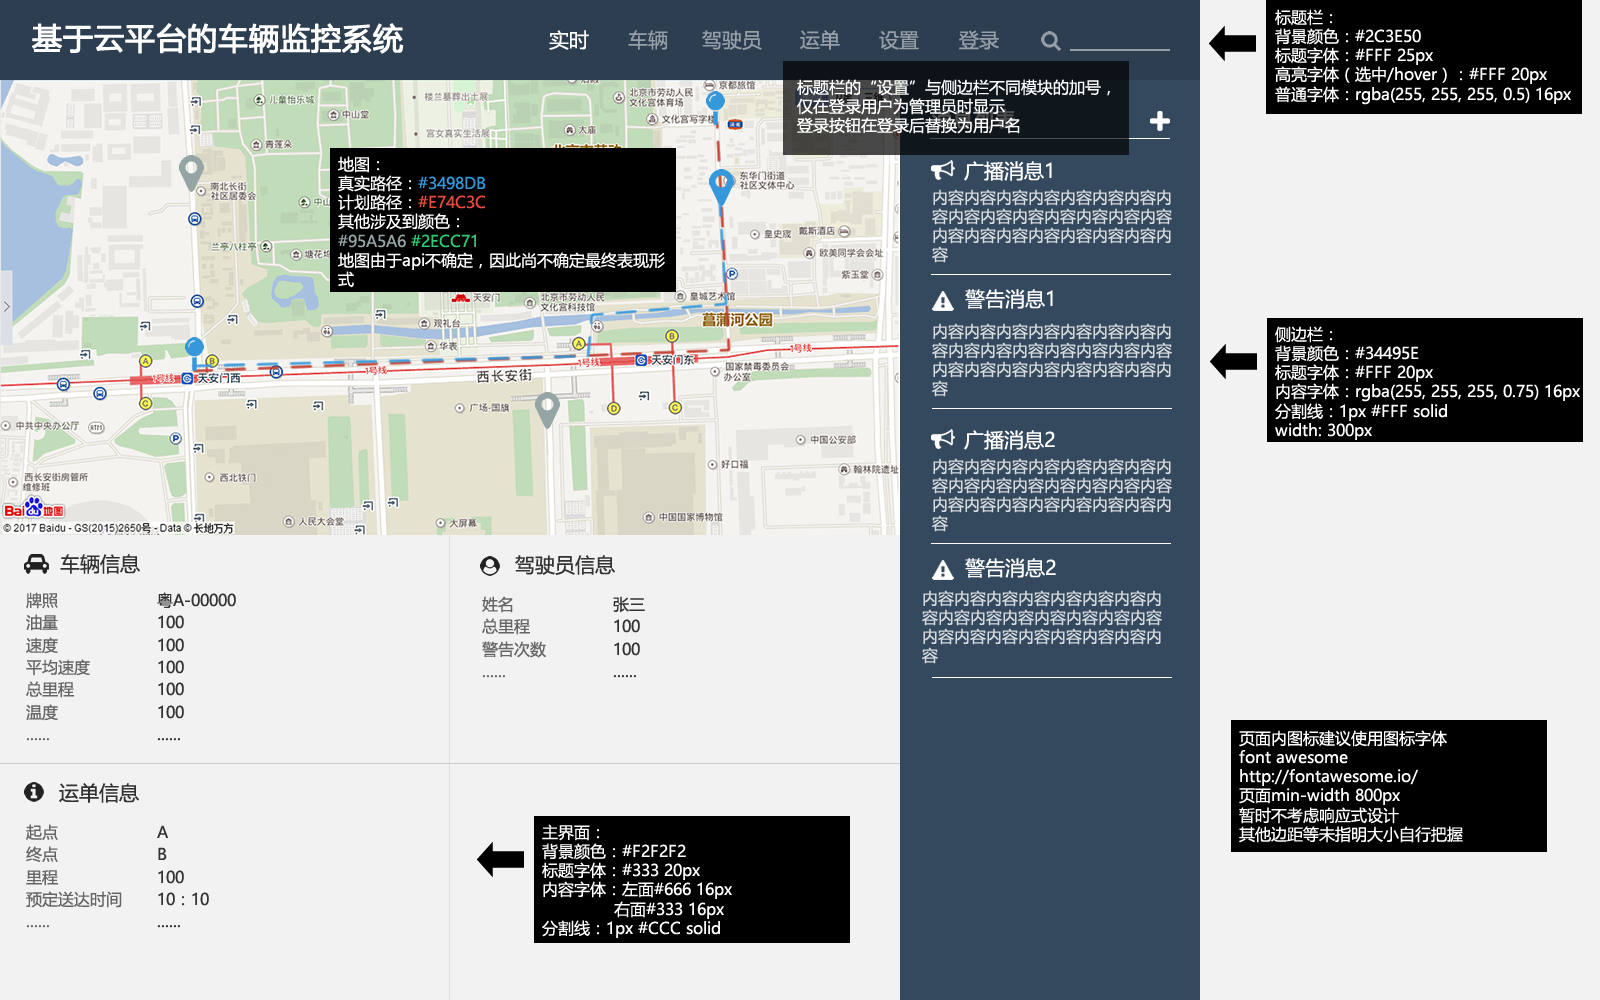 基于云平台的车辆监控系统
实时
车辆
驾驶员
运单
设置
登录
标题栏：
背景颜色：#2C3E50
标题字体：#FFF 25px
高亮字体（选中/hover）：#FFF 20px
普通字体：rgba(255, 255, 255, 0.5) 16px
标题栏的“设置”与侧边栏不同模块的加号，
仅在登录用户为管理员时显示
登录按钮在登录后替换为用户名
地图：
真实路径：#3498DB
计划路径：#E74C3C
其他涉及到颜色：
#95A5A6 #2ECC71
地图由于api不确定，因此尚不确定最终表现形
式
儿童怡乐城
中山堂
青莲朵
楼兰墓葬出土展
宫女真实生活展
北京市劳动人民
文化宫体育场
文化宫写字楼
太庙
京都旅馆
南北长街
社区居委会
东华门街道
社区文体中心
兰亭八柱亭
塘花坞
皇史宬
戴斯酒店
欧美同学会会址
紫玉堂
天安门
北京市劳动人民
文化宫科技馆
皇城艺术馆
观礼台
华表
菖蒲河公园
A
B
A
B
1号线
天安门西
1号线
1号线
天安门东
1号线
西长安街
国家禁毒委员会
办公室
C
D
C
P
P
广场-国旗
中共中央办公厅
中国公安部
西长安街房管所
维修班
西北铁门
好口福
翰林院遗址
人民大会堂
大屏幕
中国国家博物馆
Bai du 地图
© 2017 Baidu - GS(2015)2650号 - Data © 长地万方
广播消息1
内容内容内容内容内容内容内容内
容内容内容内容内容内容内容内容
内容内容内容内容内容内容内容内
容
警告消息1
内容内容内容内容内容内容内容内
容内容内容内容内容内容内容内容
内容内容内容内容内容内容内容内
容
广播消息2
内容内容内容内容内容内容内容内
容内容内容内容内容内容内容内容
内容内容内容内容内容内容内容内
容
警告消息2
内容内容内容内容内容内容内容内
容内容内容内容内容内容内容内容
内容内容内容内容内容内容内容内
容
侧边栏：
背景颜色：#34495E
标题字体：#FFF 20px
内容字体：rgba(255, 255, 255, 0.75) 16px
分割线：1px #FFF solid
width: 300px
车辆信息
牌照 粤A-00000
油量 100
速度 100
平均速度 100
总里程 100
温度 100
...... ......
驾驶员信息
姓名 张三
总里程 100
警告次数 100
...... ......
运单信息
起点 A
终点 B
里程 100
预定送达时间 10：10
...... ......
主界面：
背景颜色：#F2F2F2
标题字体：#333 20px
内容字体：左面#666 16px
右面#333 16px
分割线：1px #CCC solid
页面内图标建议使用图标字体
font awesome
http://fontawesome.io/
页面min-width 800px
暂时不考虑响应式设计
其他边距等未指明大小自行把握